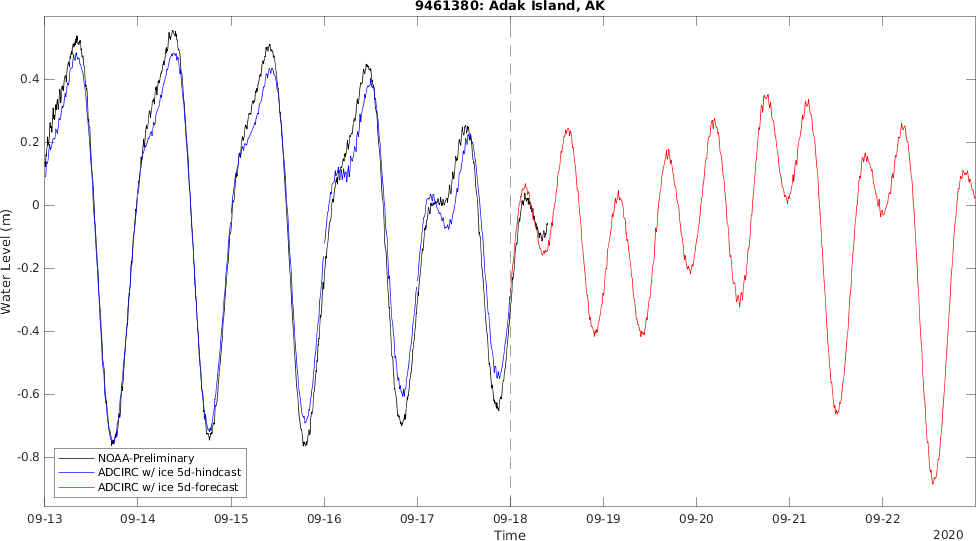 9461380: Adak Island, AK
Water Level (m)
0.4
0.2
0
-0.2
-0.4
-0.6
-0.8
NOAA-Preliminary
ADCIRC w/ ice 5d-hindcast
ADCIRC w/ ice 5d-forecast
09-13 09-14 09-15 09-16 09-17 09-18 09-19 09-20 09-21 09-22
Time
2020